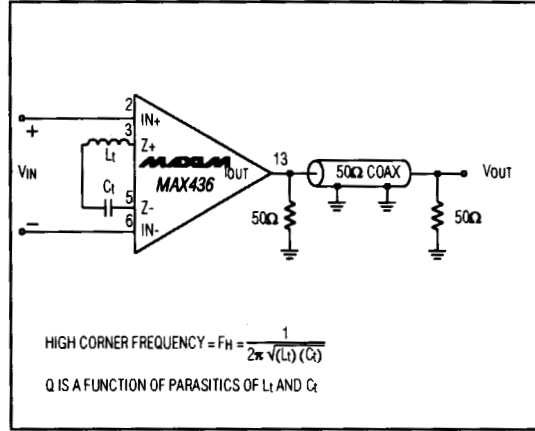 2
IN+
+
3
Z+
Lt
MAXIM
IOUT
13
50Ω COAX
VOUT
VIN
MAX436
Ct
5
Z-
50Ω
50Ω
6
IN-
−
HIGH CORNER FREQUENCY = FH = 1 / 2π √(Lt) (Ct)
Q IS A FUNCTION OF PARASITICS OF Lt AND Ct